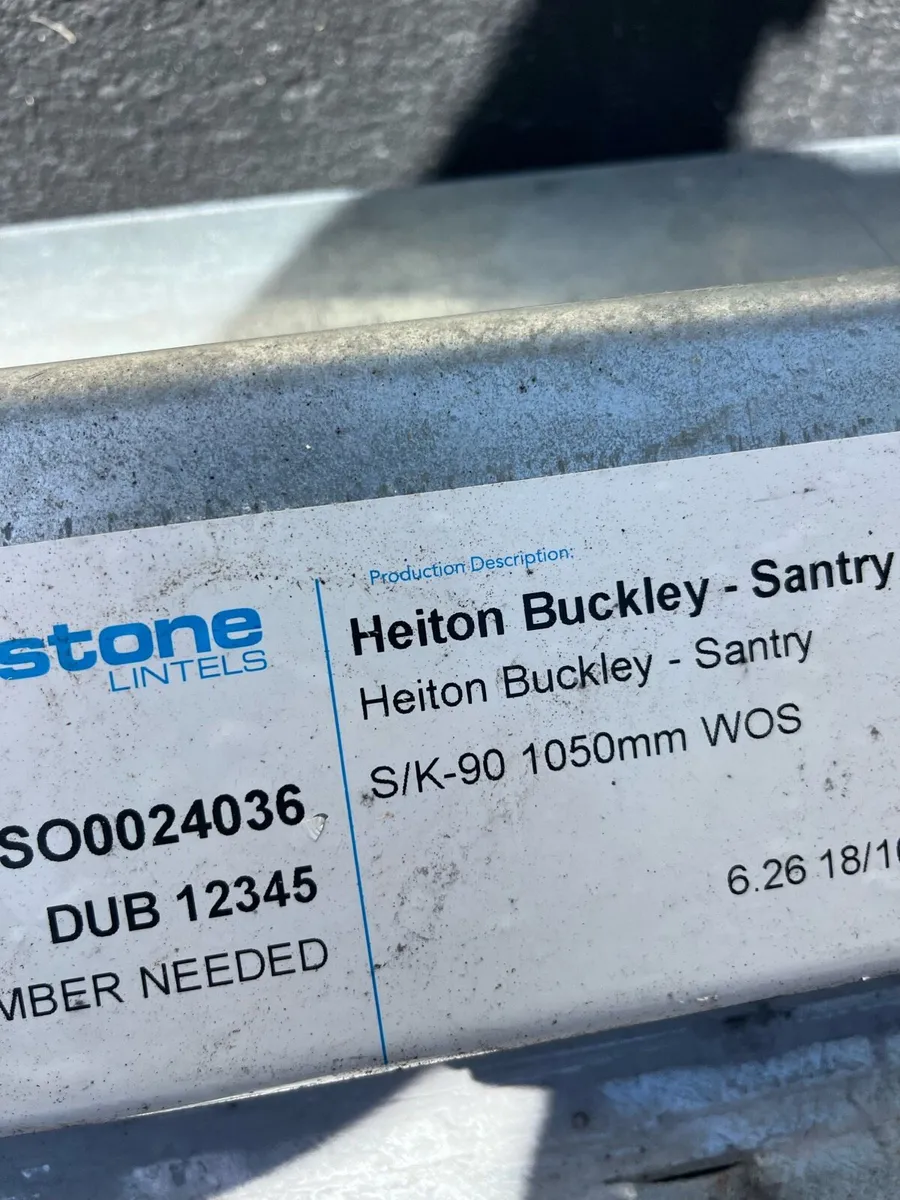 stone
LINTELS
SO0024036
DUB 12345
MBER NEEDED
Production Description:
Heiton Buckley - Santry
Heiton Buckley - Santry
S/K-90 1050mm WOS
6.26 18/10